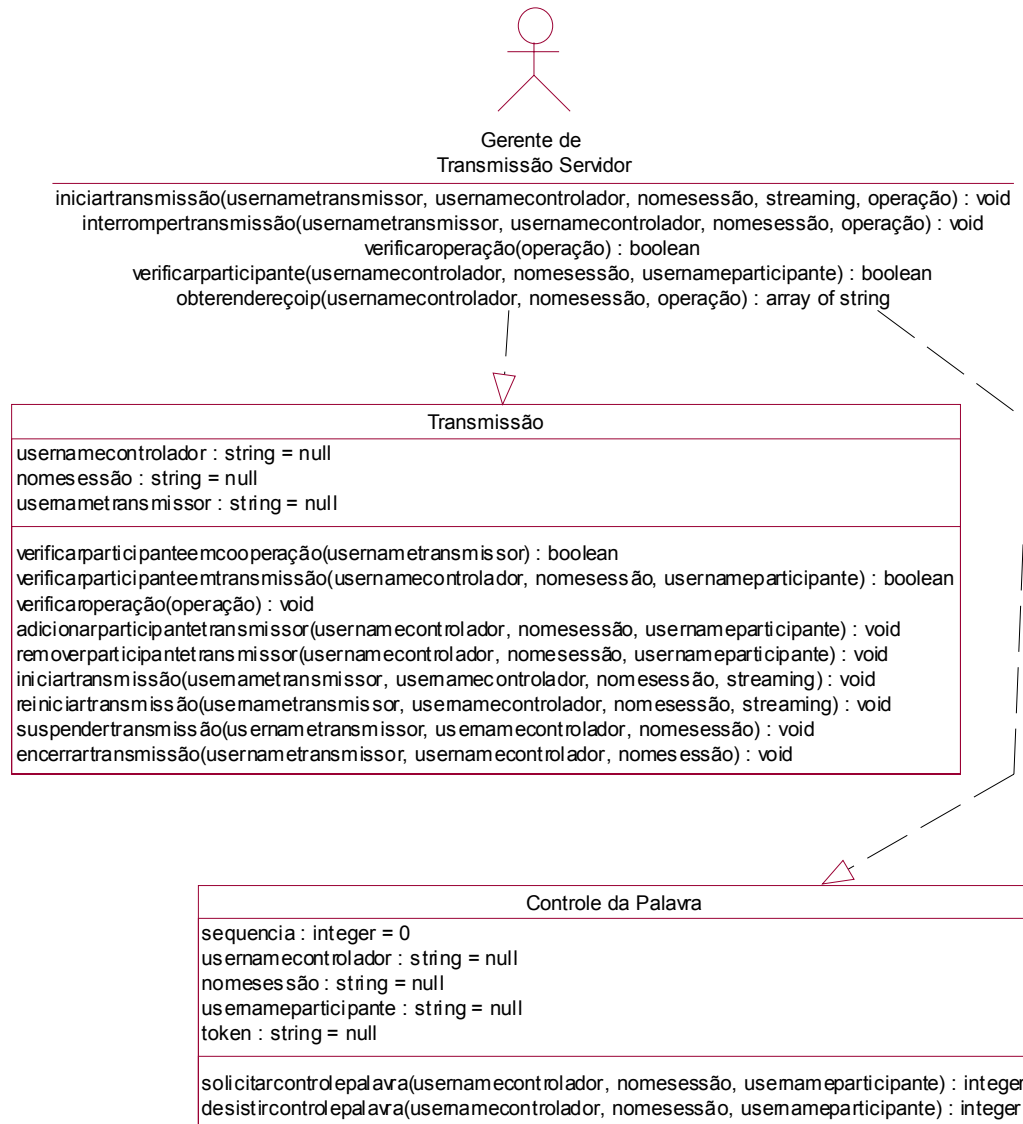 Gerente de
Transmissão Servidor
iniciartransmissão(usernametransmissor, usernamecontrolador, nomesessão, streaming, operação) : void
interrompertransmissão(usernametransmissor, usernamecontrolador, nomesessão, operação) : void
verificaroperação(operação) : boolean
verificarparticipante(usernamecontrolador, nomesessão, usernameparticipante) : boolean
obterendereçoip(usernamecontrolador, nomesessão, operação) : array of string
Transmissão
usernamecontrolador : string = null
nomesessão : string = null
usernametransmissor : string = null
verificarparticipanteemcooperação(usernametransmissor) : boolean
verificarparticipanteemtransmissão(usernamecontrolador, nomesessão, usernameparticipante) : boolean
verificaroperação(operação) : void
adicionarparticipantetransmissor(usernamecontrolador, nomesessão, usernameparticipante) : void
removerparticipantetransmissor(usernamecontrolador, nomesessão, usernameparticipante) : void
iniciartransmissão(usernametransmissor, usernamecontrolador, nomesessão, streaming) : void
reiniciartransmissão(usernametransmissor, usernamecontrolador, nomesessão, streaming) : void
suspendertransmissão(usernametransmissor, usernamecontrolador, nomesessão) : void
encerrartransmissão(usernametransmissor, usernamecontrolador, nomesessão) : void
Controle da Palavra
sequencia : integer = 0
usernamecontrolador : string = null
nomesessão : string = null
usernameparticipante : string = null
token : string = null
solicitarcontrolepalavra(usernamecontrolador, nomesessão, usernameparticipante) : integer
desistircontrolepalavra(usernamecontrolador, nomesessão, usernameparticipante) : integer